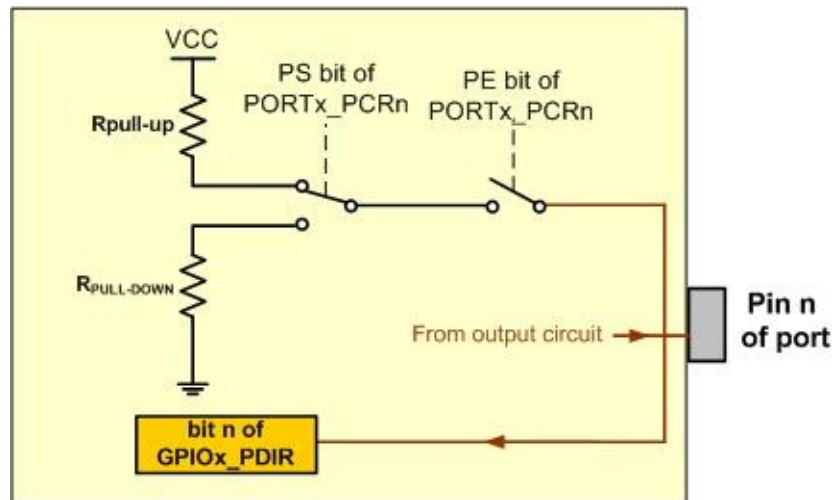 VCC
Rpull-up
PS bit of
PORTx_PCRn
PE bit of
PORTx_PCRn
RPULL-DOWN
From output circuit
Pin n
of port
bit n of
GPIOx_PDIR